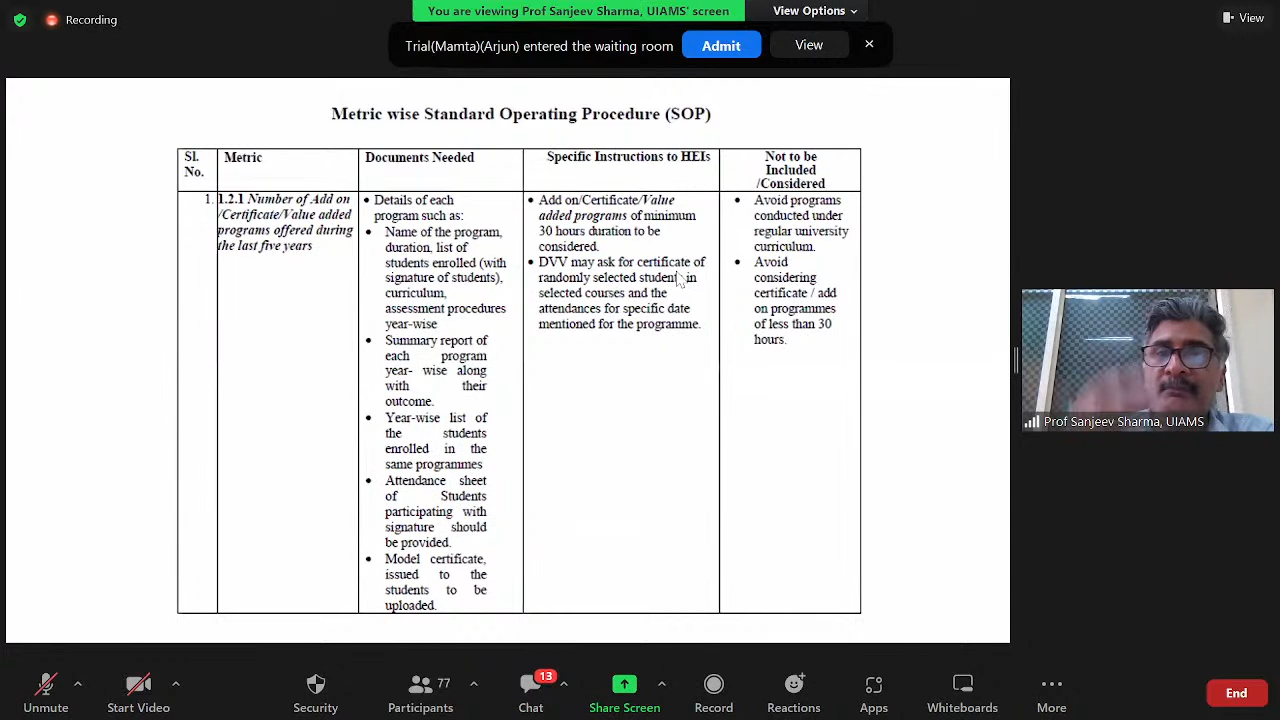 Recording
You are viewing Prof Sanjeev Sharma, UIAMS' screen
View Options
View
Trial(Mamta)(Arjun) entered the waiting room
Admit
View
Metric wise Standard Operating Procedure (SOP)
Sl.
No.
Metric
Documents Needed
Specific Instructions to HEIs
Not to be
Included
/Considered
1.
1.2.1 Number of Add on
/Certificate/Value added
programs offered during
the last five years
• Details of each
program such as:
• Name of the program,
duration, list of
students enrolled (with
signature of students),
curriculum,
assessment procedures
year-wise
• Summary report of
each program
year- wise along
with their
outcome.
• Year-wise list of
the students
enrolled in the
same programmes
• Attendance sheet
of Students
participating with
signature should
be provided.
• Model certificate,
issued to the
students to be
uploaded.
• Add on/Certificate/Value
added programs of minimum
30 hours duration to be
considered.
• DVV may ask for certificate of
randomly selected students in
selected courses and the
attendances for specific date
mentioned for the programme.
• Avoid programs
conducted under
regular university
curriculum.
• Avoid
considering
certificate / add
on programmes
of less than 30
hours.
Prof Sanjeev Sharma, UIAMS
Unmute
Start Video
Security
77
Participants
13
Chat
Share Screen
Record
Reactions
Apps
Whiteboards
More
End